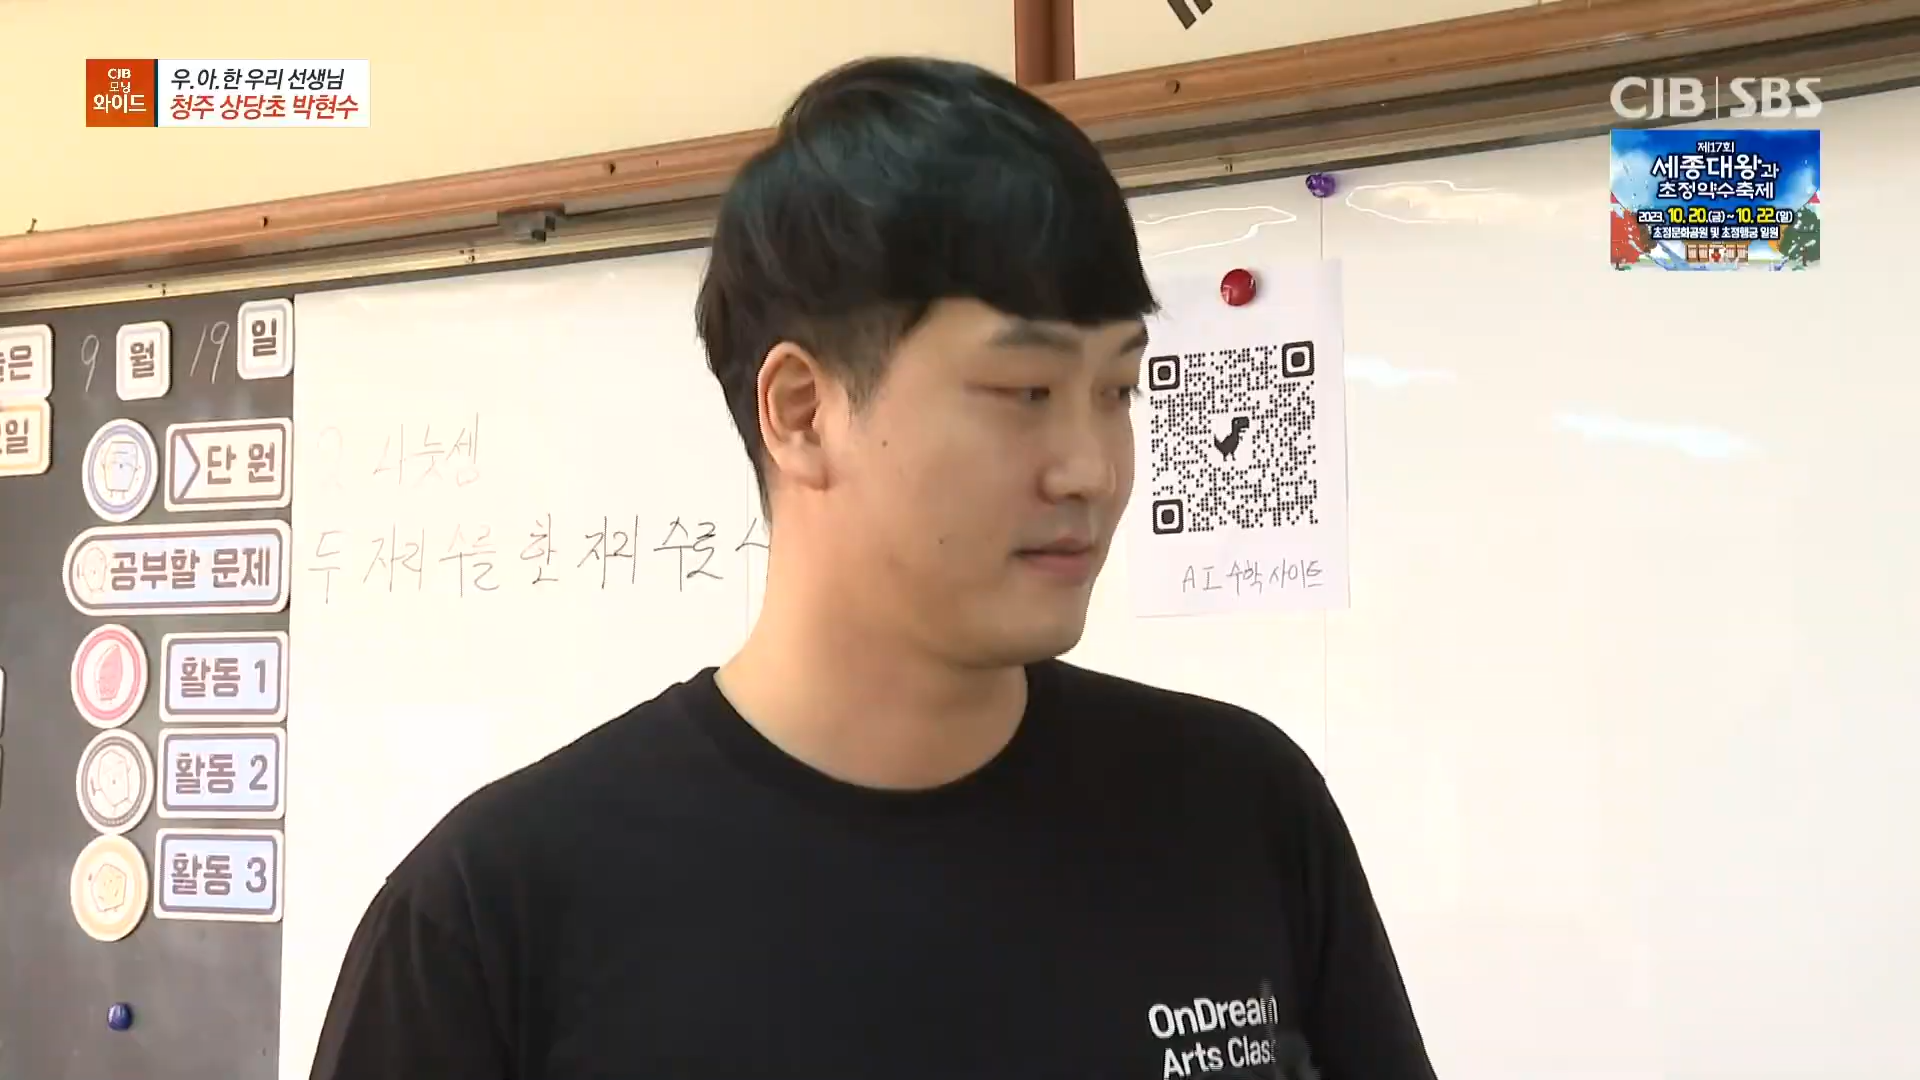 CJB
모닝
와이드
우.아.한 우리 선생님
청주 상당초 박현수
CJB SBS
제17회
세종대왕과
초정약수축제
2023. 10. 20.(금) ~ 10. 22.(일)
초정문화공원 및 초정행궁 일원
9 월 19 일
단원
공부할 문제
활동 1
활동 2
활동 3
2. 나눗셈
두 자리 수를 한 자리 수로
AI 수학 사이트
OnDream
Arts Class